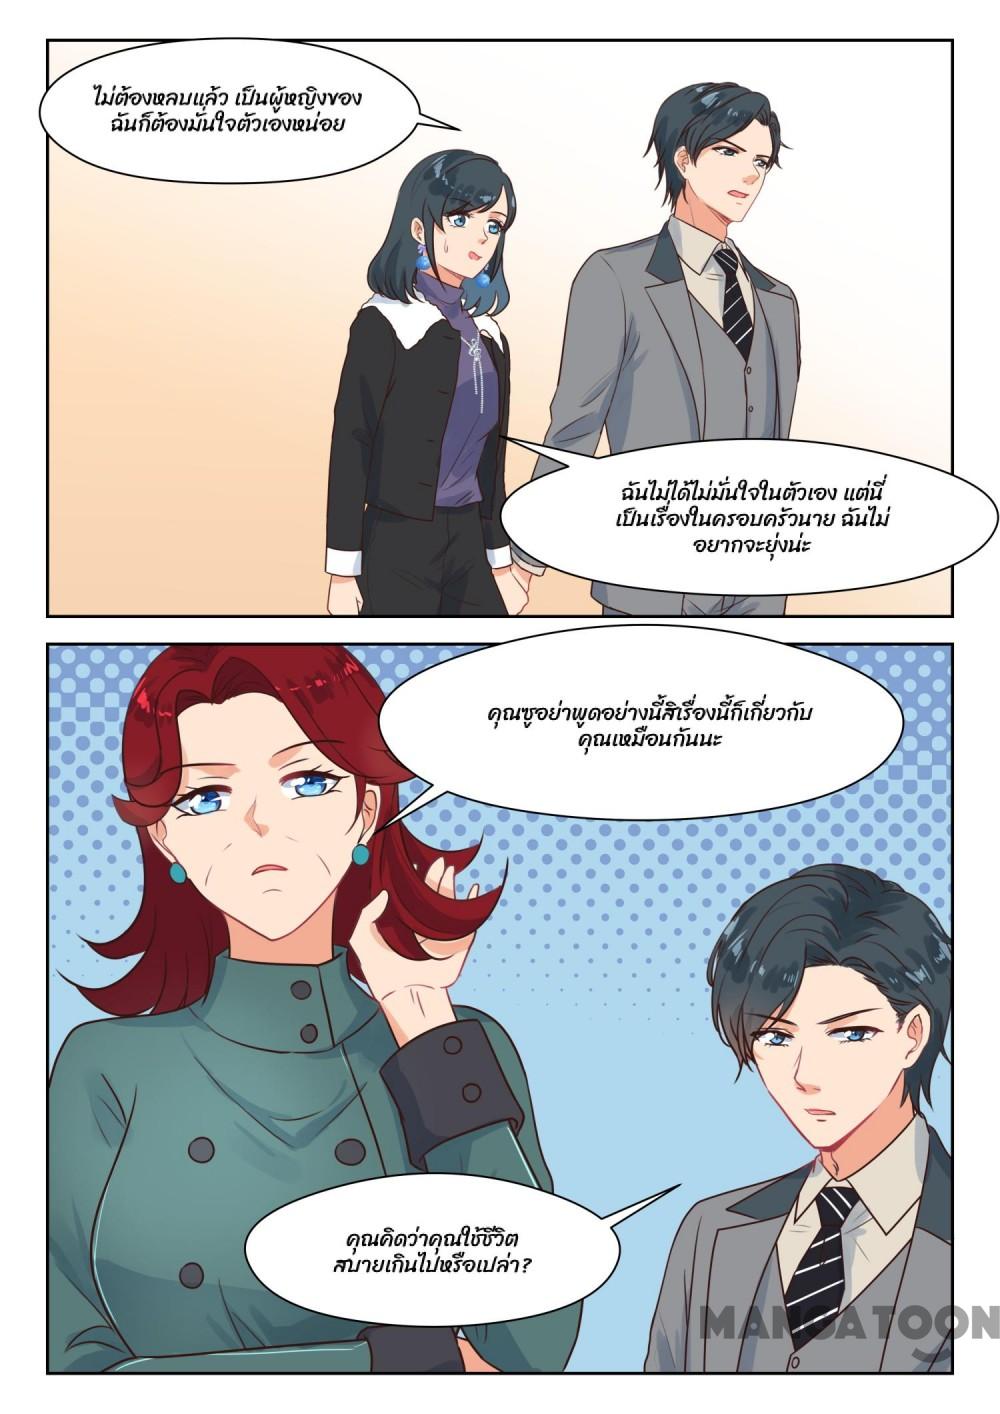 ไม่ต้องหลบแล้ว เป็นผู้หญิงของ
ฉันก็ต้องมั่นใจตัวเองหน่อย
ฉันไม่ได้ไม่มั่นใจในตัวเอง แต่นี่
เป็นเรื่องในครอบครัวนาย ฉันไม่
อยากจะยุ่งน่ะ
คุณซูอย่าพูดอย่างนี้สิเรื่องนี้ก็เกี่ยวกับ
คุณเหมือนกันนะ
คุณคิดว่าคุณใช้ชีวิต
สบายเกินไปหรือเปล่า?
MANGATOON